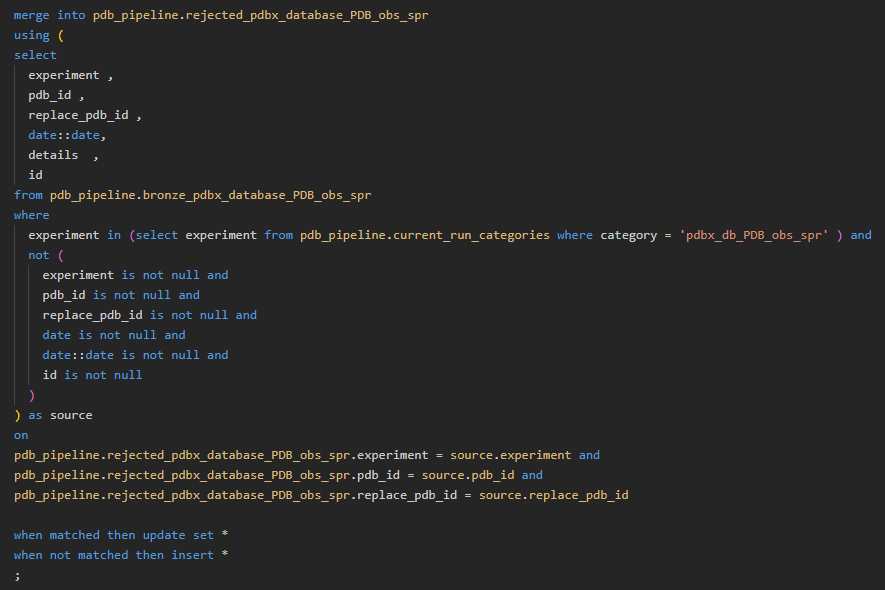 merge into pdb_pipeline.rejected_pdbx_database_PDB_obs_spr
using (
select
  experiment ,
  pdb_id ,
  replace_pdb_id ,
  date::date,
  details  ,
  id
from pdb_pipeline.bronze_pdbx_database_PDB_obs_spr
where
  experiment in (select experiment from pdb_pipeline.current_run_categories where category = 'pdbx_db_PDB_obs_spr' ) and
  not (
    experiment is not null and
    pdb_id is not null and
    replace_pdb_id is not null and
    date is not null and
    date::date is not null and
    id is not null
  )
) as source
on
pdb_pipeline.rejected_pdbx_database_PDB_obs_spr.experiment = source.experiment and
pdb_pipeline.rejected_pdbx_database_PDB_obs_spr.pdb_id = source.pdb_id and
pdb_pipeline.rejected_pdbx_database_PDB_obs_spr.replace_pdb_id = source.replace_pdb_id

when matched then update set *
when not matched then insert *
;